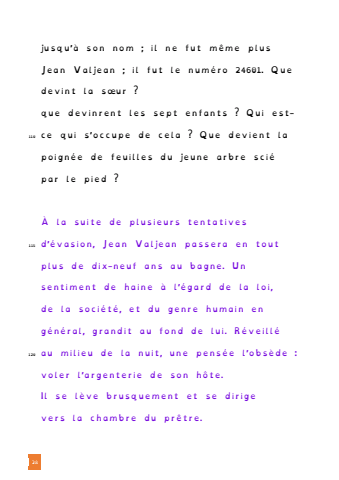 jusqu'à son nom ; il ne fut même plus
Jean Valjean ; il fut le numéro 24601. Que
devint la sœur ?
que devinrent les sept enfants ? Qui est-
110 ce qui s'occupe de cela ? Que devient la
poignée de feuilles du jeune arbre scié
par le pied ?
À la suite de plusieurs tentatives
115 d'évasion, Jean Valjean passera en tout
plus de dix-neuf ans au bagne. Un
sentiment de haine à l'égard de la loi,
de la société, et du genre humain en
général, grandit au fond de lui. Réveillé
120 au milieu de la nuit, une pensée l'obsède :
voler l'argenterie de son hôte.
Il se lève brusquement et se dirige
vers la chambre du prêtre.
26